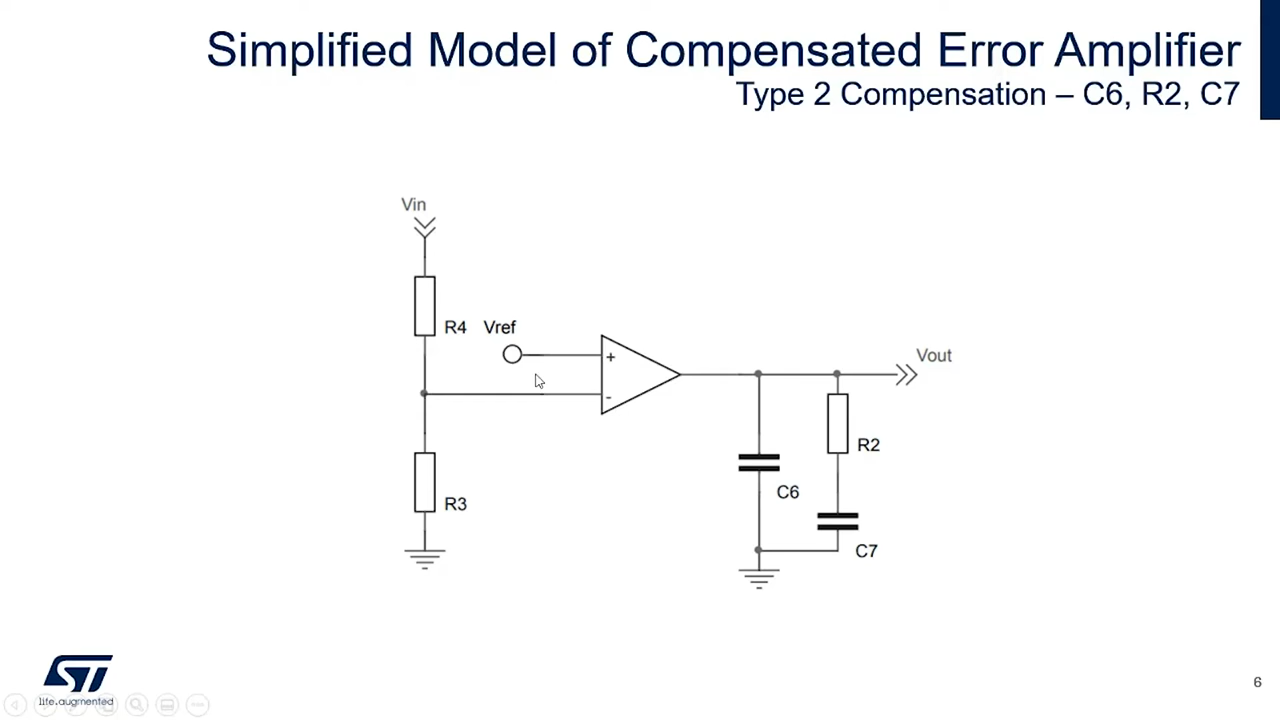 Simplified Model of Compensated Error Amplifier
Type 2 Compensation – C6, R2, C7
Vin
R4
Vref
+
-
Vout
R2
C6
R3
C7
ST
life.augmented
6